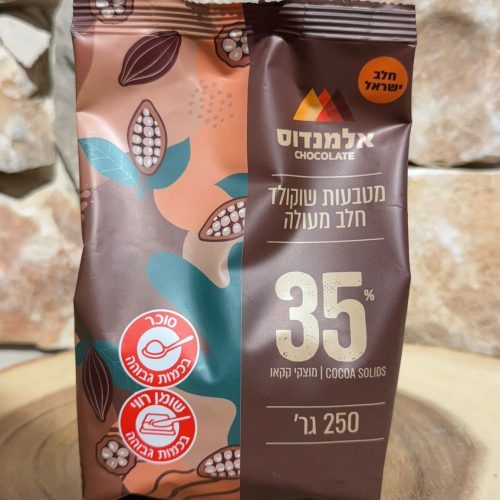 חלב
ישראל
אלמנדוס
CHOCOLATE
מטבעות שוקולד
חלב מעולה
35%
COCOA SOLIDS | מוצקי קקאו
250 גר'
סוכר
בכמות גבוהה
שומן רווי
בכמות גבוהה